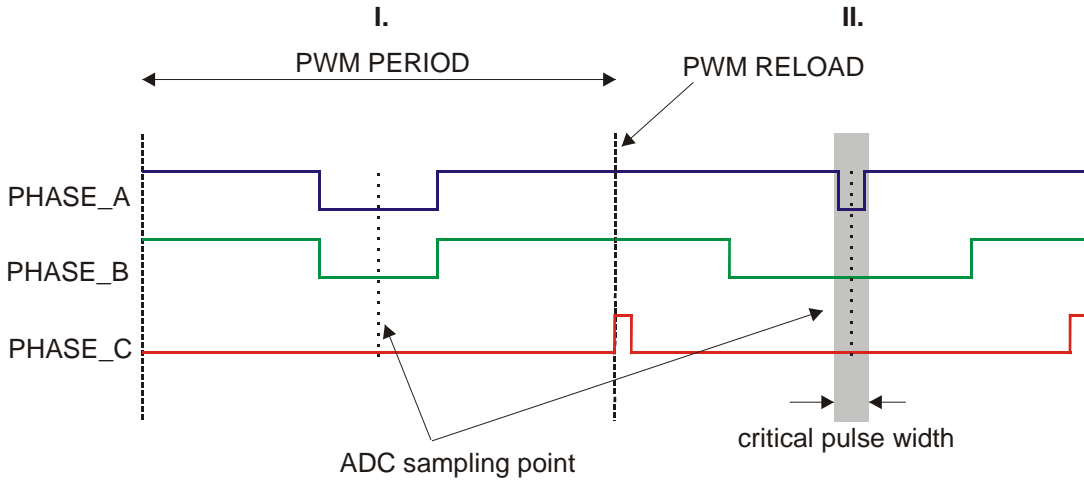 I.
II.
PWM PERIOD
PWM RELOAD
PHASE_A
PHASE_B
PHASE_C
critical pulse width
ADC sampling point